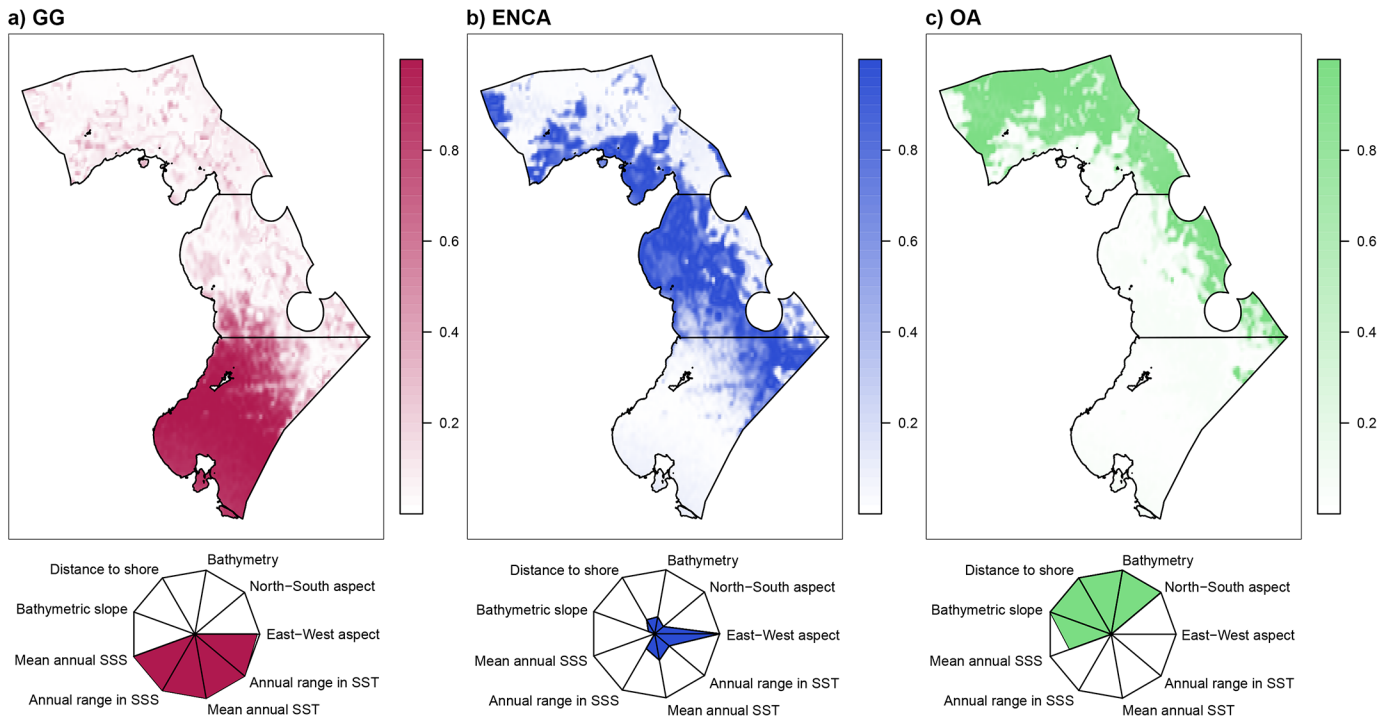 a) GG
b) ENCA
c) OA
0.8
0.6
0.4
0.2
0.8
0.6
0.4
0.2
0.8
0.6
0.4
0.2
Bathymetry
Distance to shore
North−South aspect
Bathymetric slope
East−West aspect
Mean annual SSS
Annual range in SST
Annual range in SSS
Mean annual SST
Bathymetry
Distance to shore
North−South aspect
Bathymetric slope
East−West aspect
Mean annual SSS
Annual range in SST
Annual range in SSS
Mean annual SST
Bathymetry
Distance to shore
North−South aspect
Bathymetric slope
East−West aspect
Mean annual SSS
Annual range in SST
Annual range in SSS
Mean annual SST